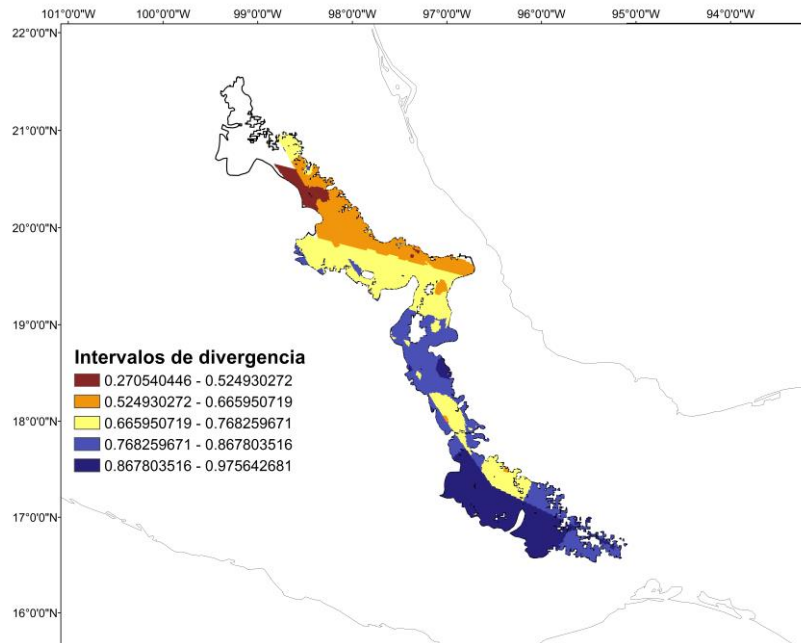 101°0'0"W 100°0'0"W 99°0'0"W 98°0'0"W 97°0'0"W 96°0'0"W 95°0'0"W 94°0'0"W
22°0'0"N
21°0'0"N
20°0'0"N
19°0'0"N
Intervalos de divergencia
0.270540446 - 0.524930272
0.524930272 - 0.665950719
0.665950719 - 0.768259671
0.768259671 - 0.867803516
0.867803516 - 0.975642681
18°0'0"N
17°0'0"N
16°0'0"N